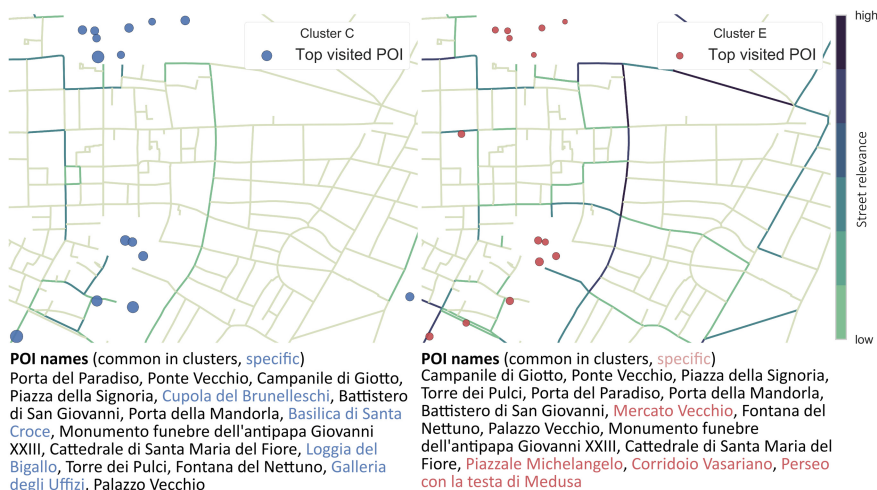 Cluster C
Top visited POI
Cluster E
Top visited POI
high
Street relevance
low
POI names (common in clusters, specific)
Porta del Paradiso, Ponte Vecchio, Campanile di Giotto,
Piazza della Signoria, Cupola del Brunelleschi, Battistero
di San Giovanni, Porta della Mandorla, Basilica di Santa
Croce, Monumento funebre dell'antipapa Giovanni
XXIII, Cattedrale di Santa Maria del Fiore, Loggia del
Bigallo, Torre dei Pulci, Fontana del Nettuno, Galleria
degli Uffizi, Palazzo Vecchio
POI names (common in clusters, specific)
Campanile di Giotto, Ponte Vecchio, Piazza della Signoria,
Torre dei Pulci, Porta del Paradiso, Porta della Mandorla,
Battistero di San Giovanni, Mercato Vecchio, Fontana del
Nettuno, Palazzo Vecchio, Monumento funebre
dell'antipapa Giovanni XXIII, Cattedrale di Santa Maria del
Fiore, Piazzale Michelangelo, Corridoio Vasariano, Perseo
con la testa di Medusa